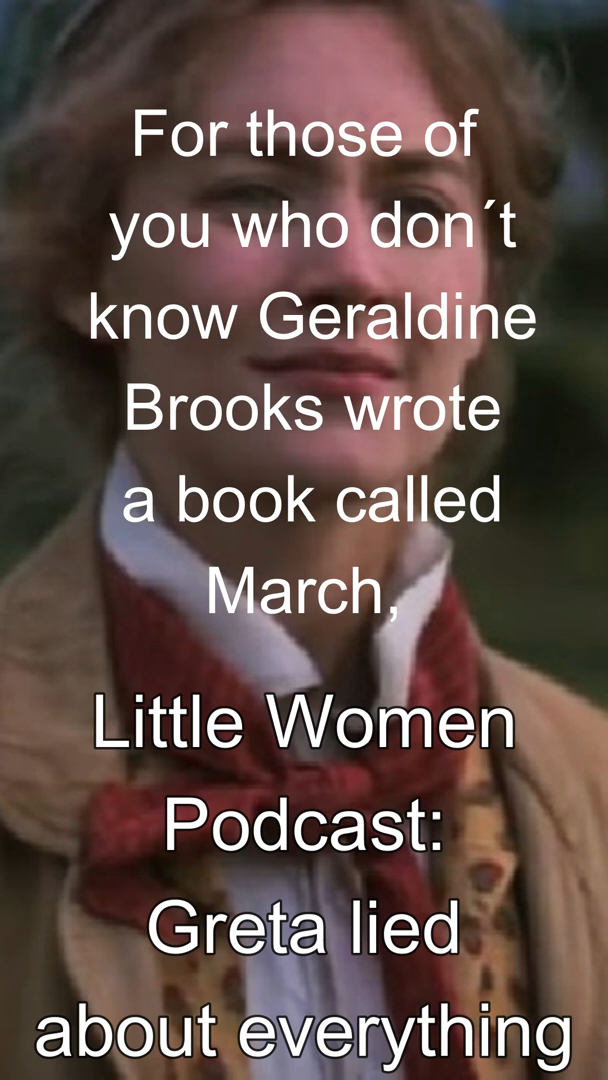 For those of
you who don´t
know Geraldine
Brooks wrote
a book called
March,
Little Women
Podcast:
Greta lied
about everything